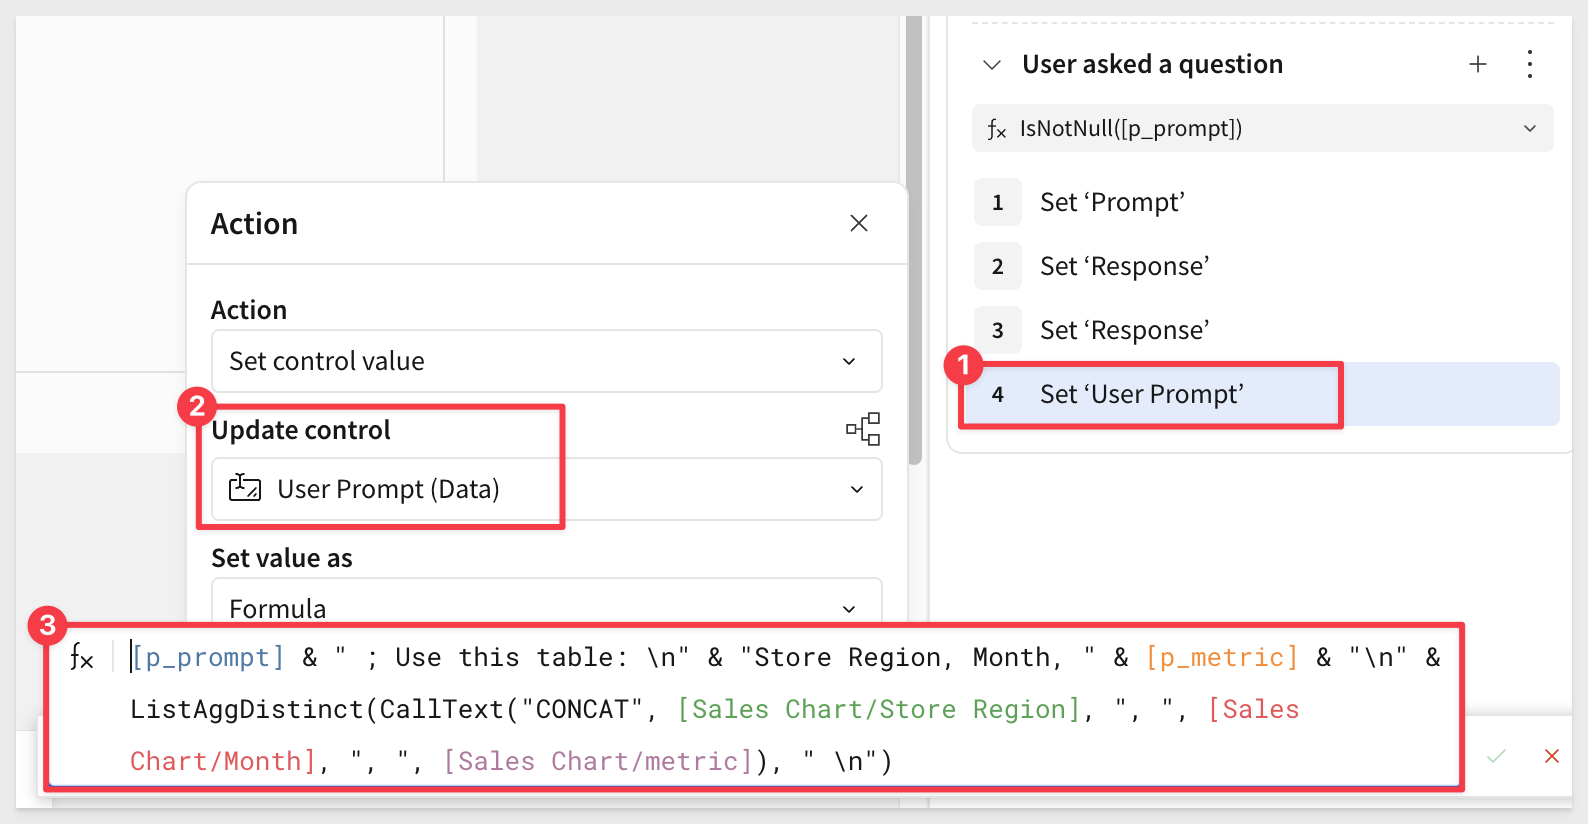 User asked a question
fx IsNotNull([p_prompt])
1 Set ‘Prompt’
2 Set ‘Response’
3 Set ‘Response’
1
4 Set ‘User Prompt’
Action
Action
Set control value
2
Update control
User Prompt (Data)
Set value as
Formula
3
fx [p_prompt] & " ; Use this table: \n" & "Store Region, Month, " & [p_metric] & "\n" &
ListAggDistinct(CallText("CONCAT", [Sales Chart/Store Region], ", ", [Sales
Chart/Month], ", ", [Sales Chart/metric]), " \n")